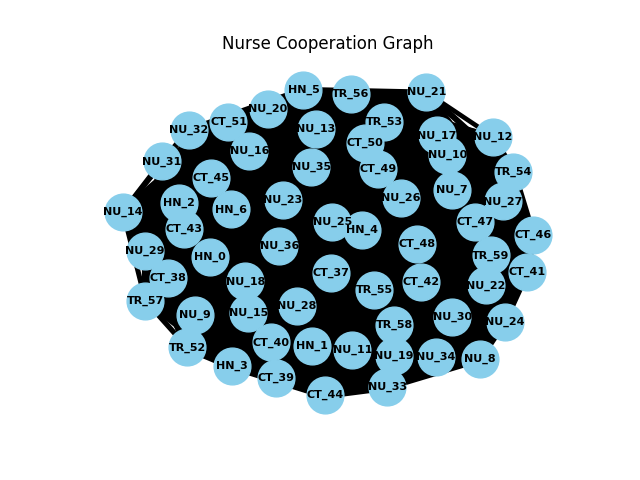 Nurse Cooperation Graph
HN_5
TR_56
NU_21
NU_20
CT_51
TR_53
NU_32
NU_13
NU_17
NU_12
CT_50
NU_16
NU_10
NU_31
NU_35
CT_49
TR_54
CT_45
NU_7
NU_26
NU_23
NU_27
HN_2
HN_6
NU_14
NU_25
CT_47
CT_43
HN_4
CT_46
CT_48
NU_36
NU_29
HN_0
TR_59
CT_41
CT_37
CT_38
NU_18
CT_42
NU_22
TR_55
TR_57
NU_28
NU_15
NU_9
NU_30
NU_24
TR_58
CT_40
HN_1
TR_52
NU_11
NU_19
NU_34
NU_8
HN_3
CT_39
NU_33
CT_44